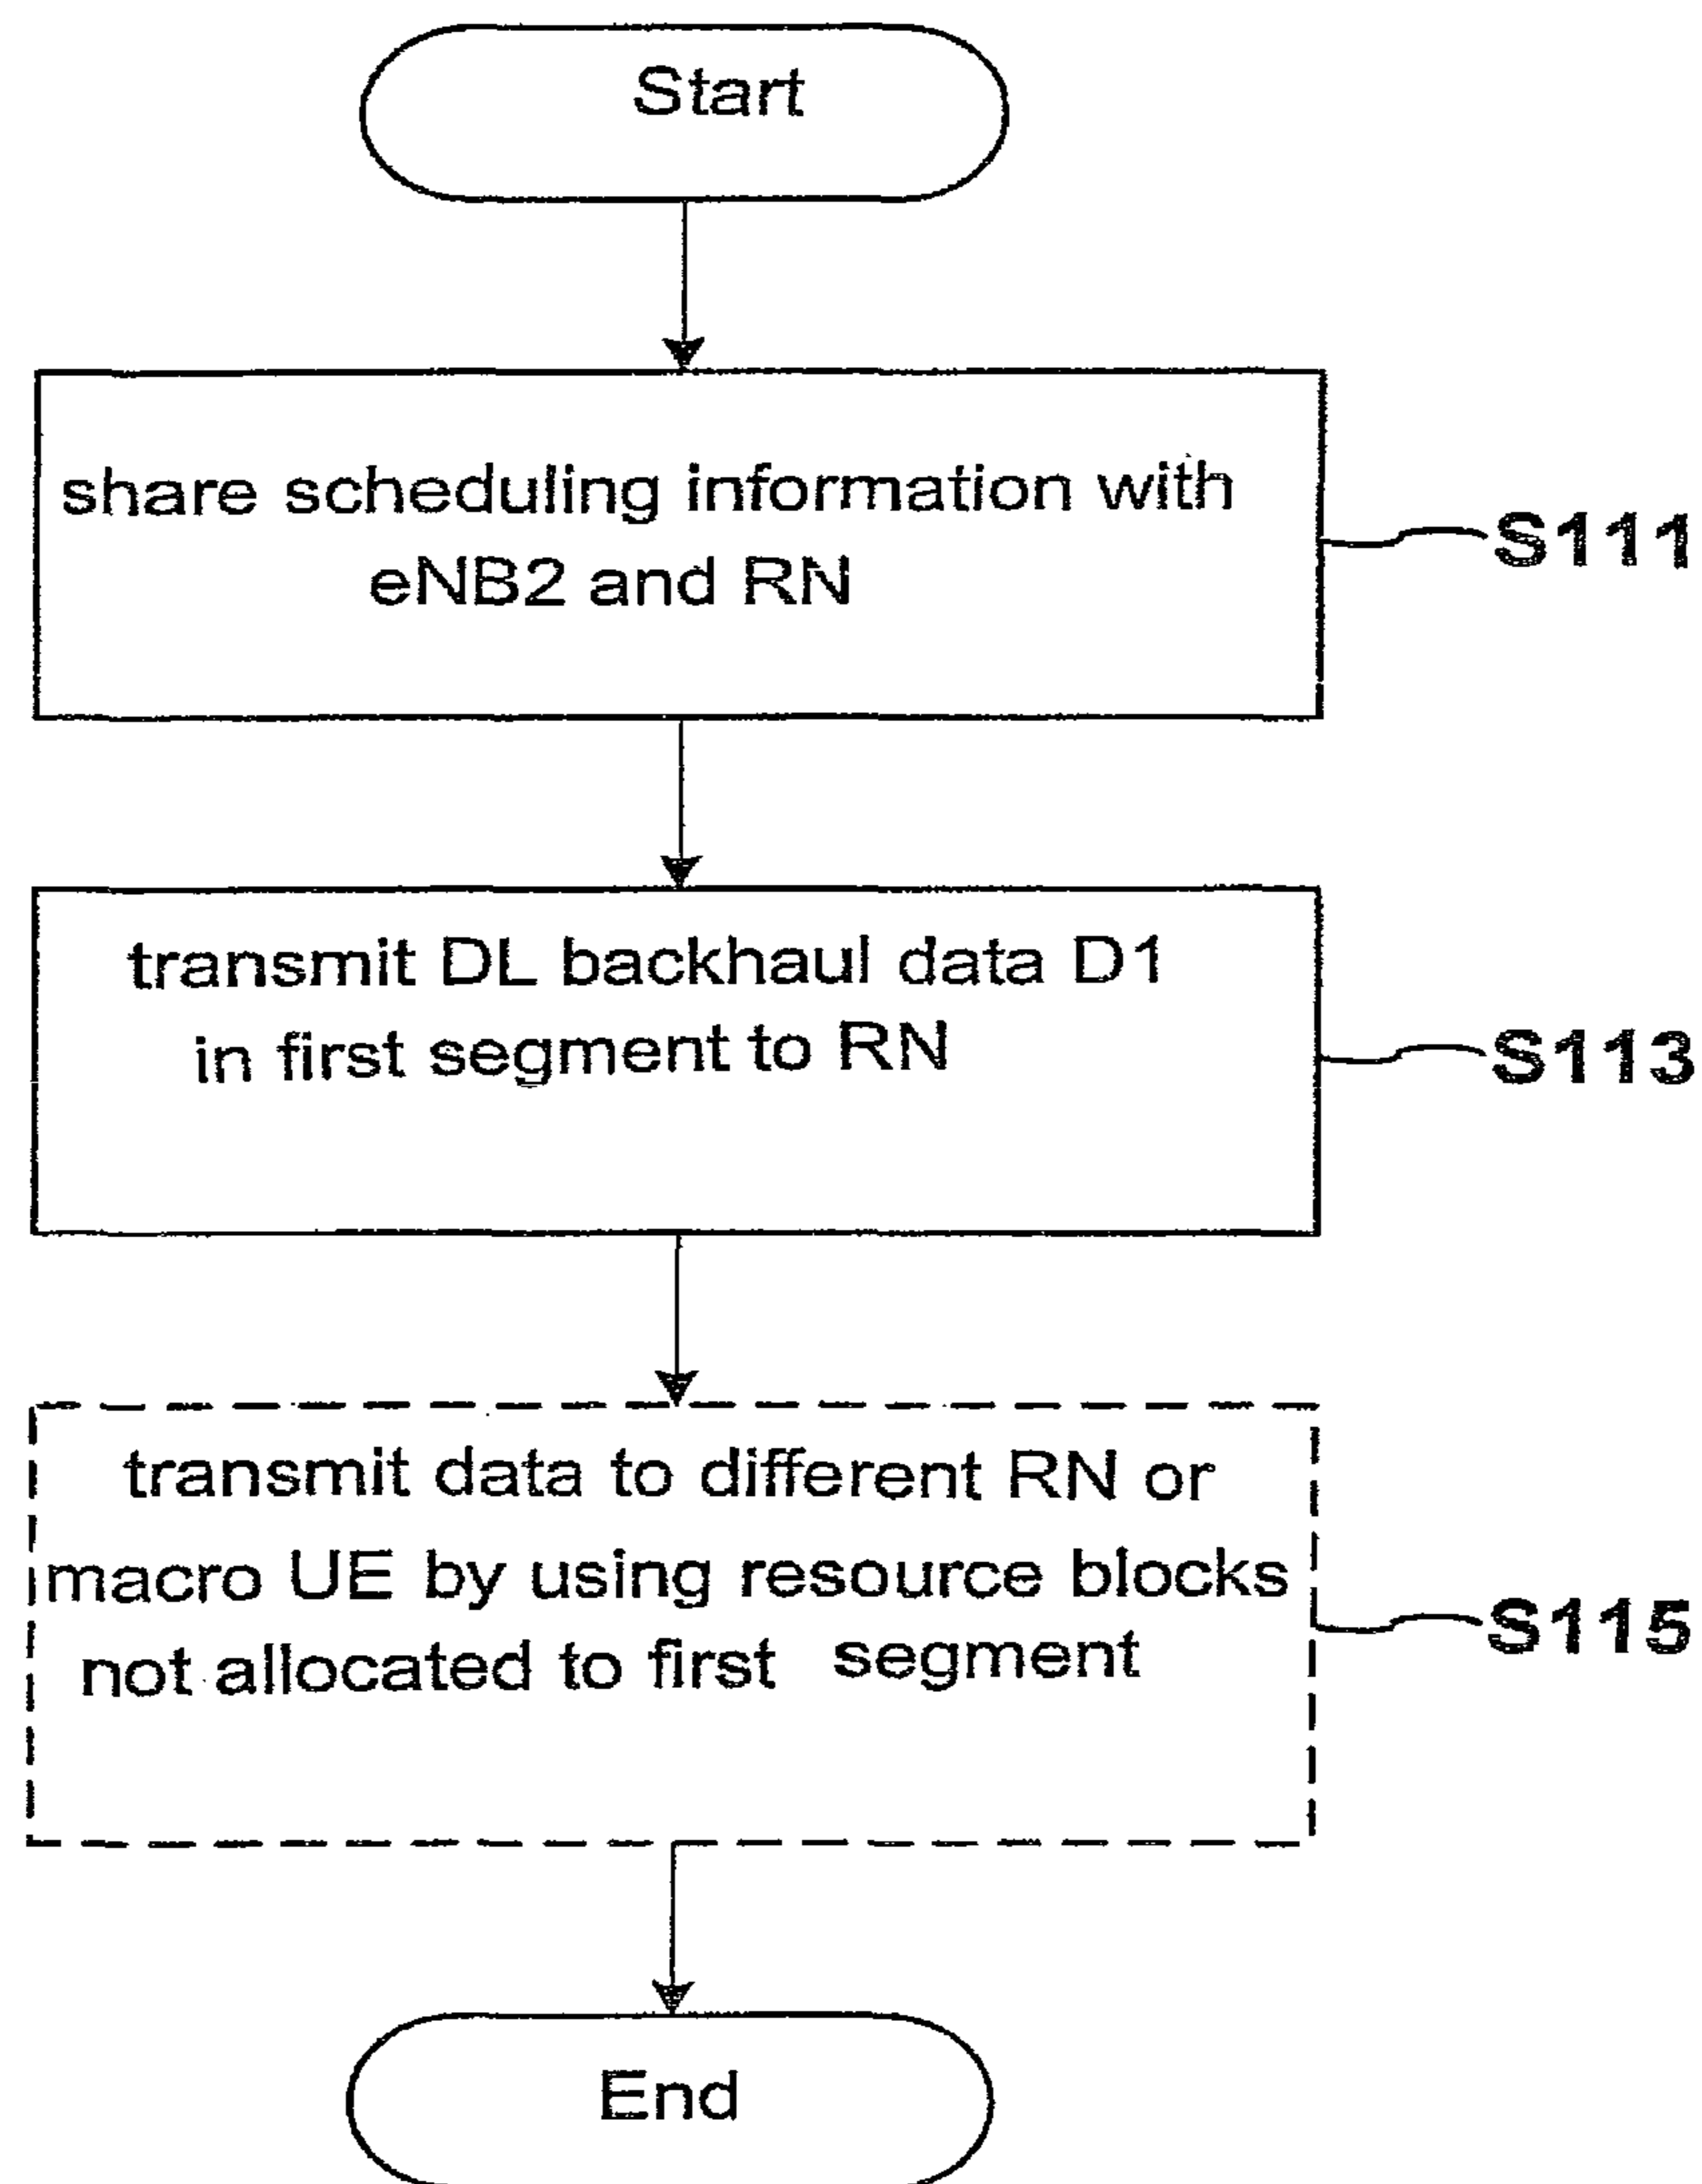 Start
share scheduling information with
eNB2 and RN
S111
transmit DL backhaul data D1
in first segment to RN
S113
transmit data to different RN or
macro UE by using resource blocks
not allocated to first segment
S115
End